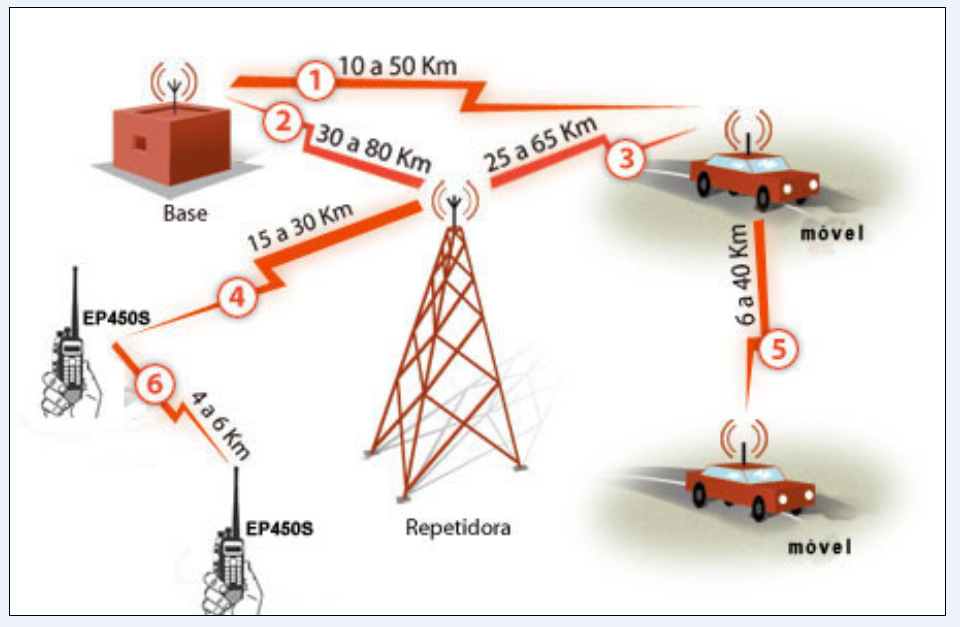 1
10 a 50 Km
2
30 a 80 Km
25 a 65 Km
3
Base
móvel
15 a 30 Km
4
EP450S
6 a 40 Km
5
6
4 a 6 Km
Repetidora
EP450S
móvel